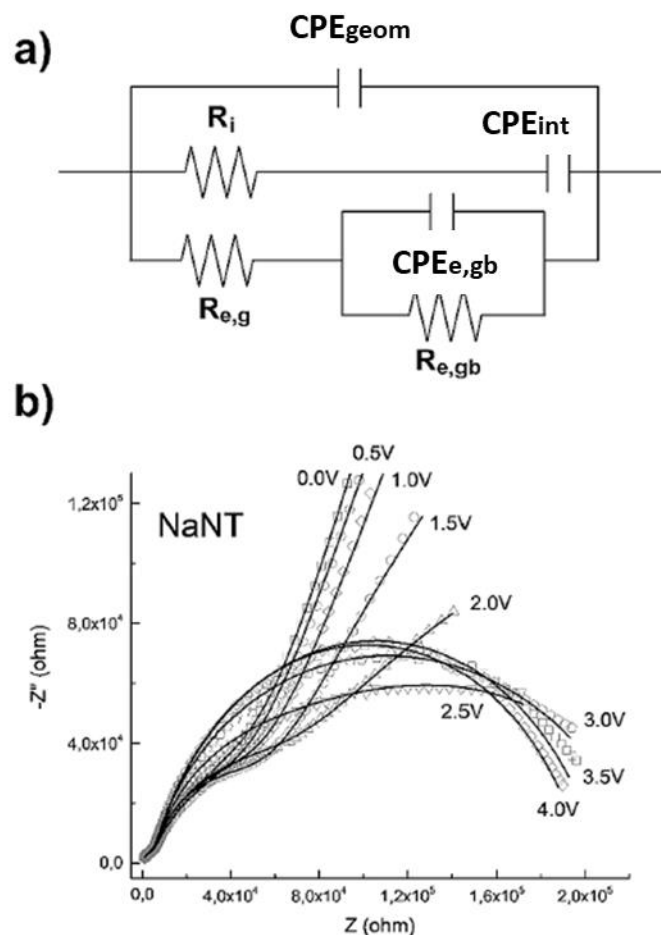 a)
CPEgeom
Ri
CPEint
CPEe,gb
Re,g
Re,gb
b)
NaNT
0.0V
0.5V
1.0V
1.5V
2.0V
2.5V
3.0V
3.5V
4.0V
-Z'' (ohm)
1,2x10⁵
8,0x10⁴
4,0x10⁴
0,0
0,0
4,0x10⁴
8,0x10⁴
1,2x10⁵
1,6x10⁵
2,0x10⁵
Z (ohm)